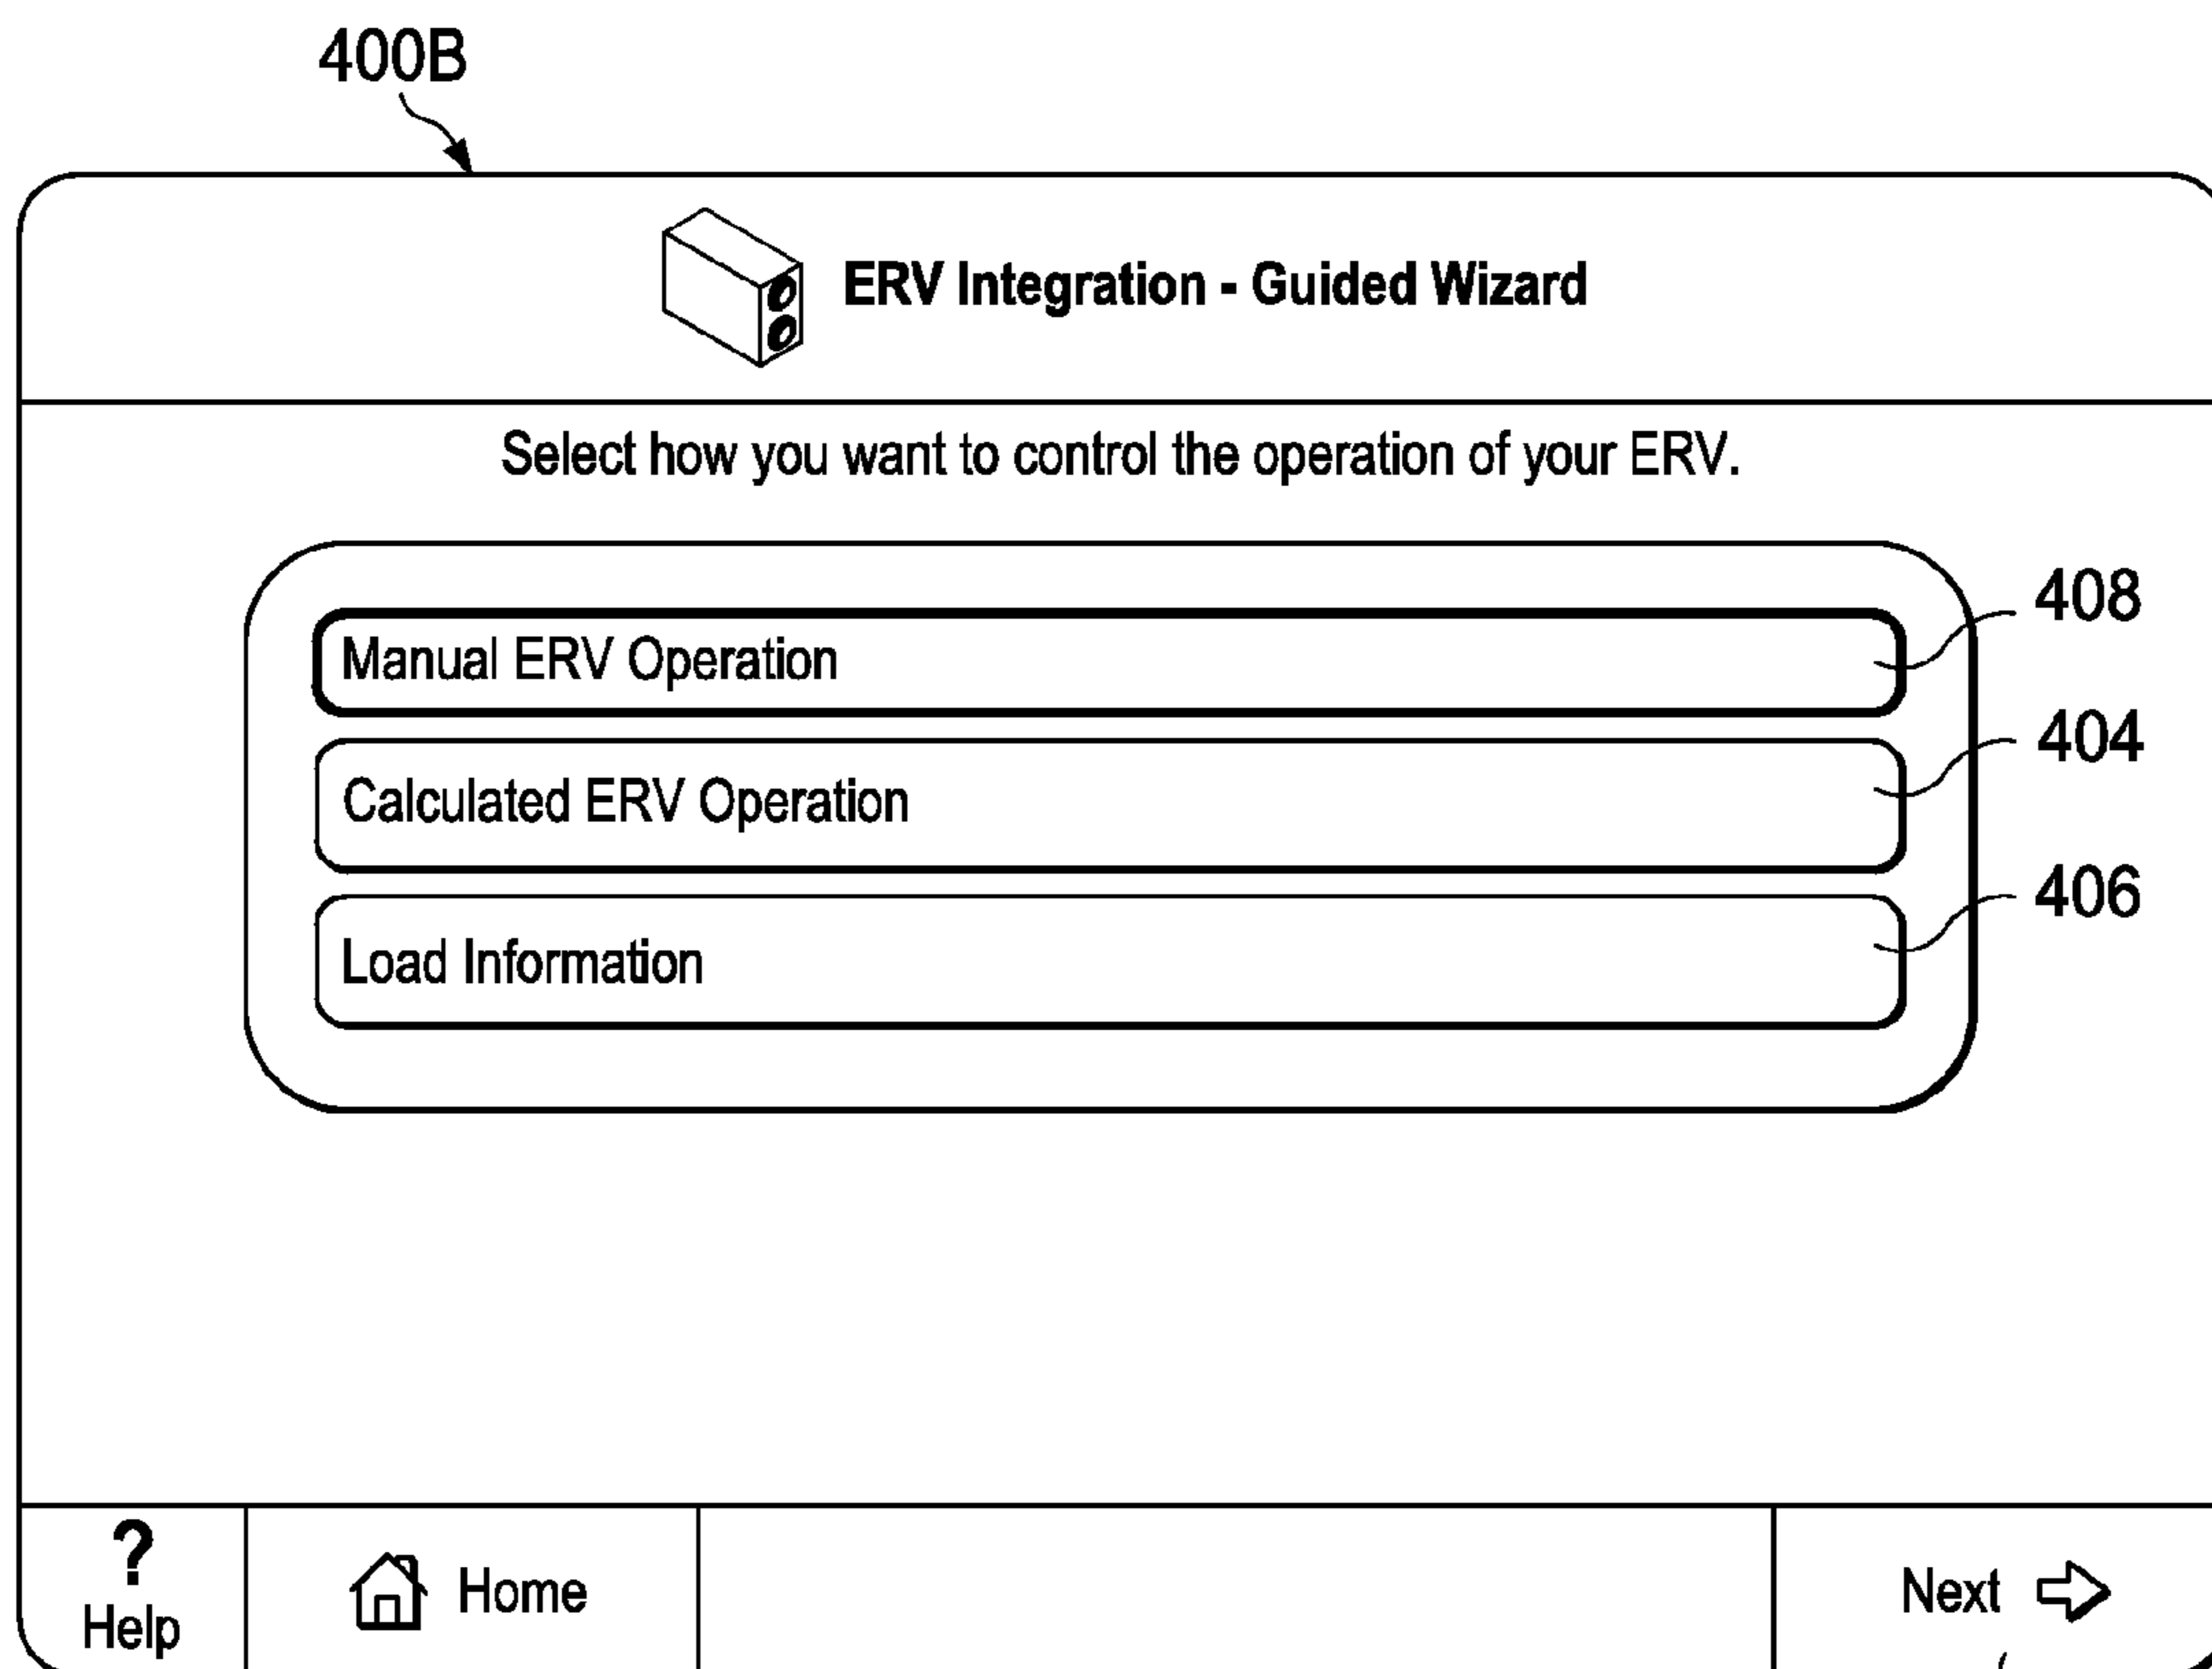 400B
ERV Integration - Guided Wizard
Select how you want to control the operation of your ERV.
Manual ERV Operation
408
Calculated ERV Operation
404
Load Information
406
?
Help
Home
Next